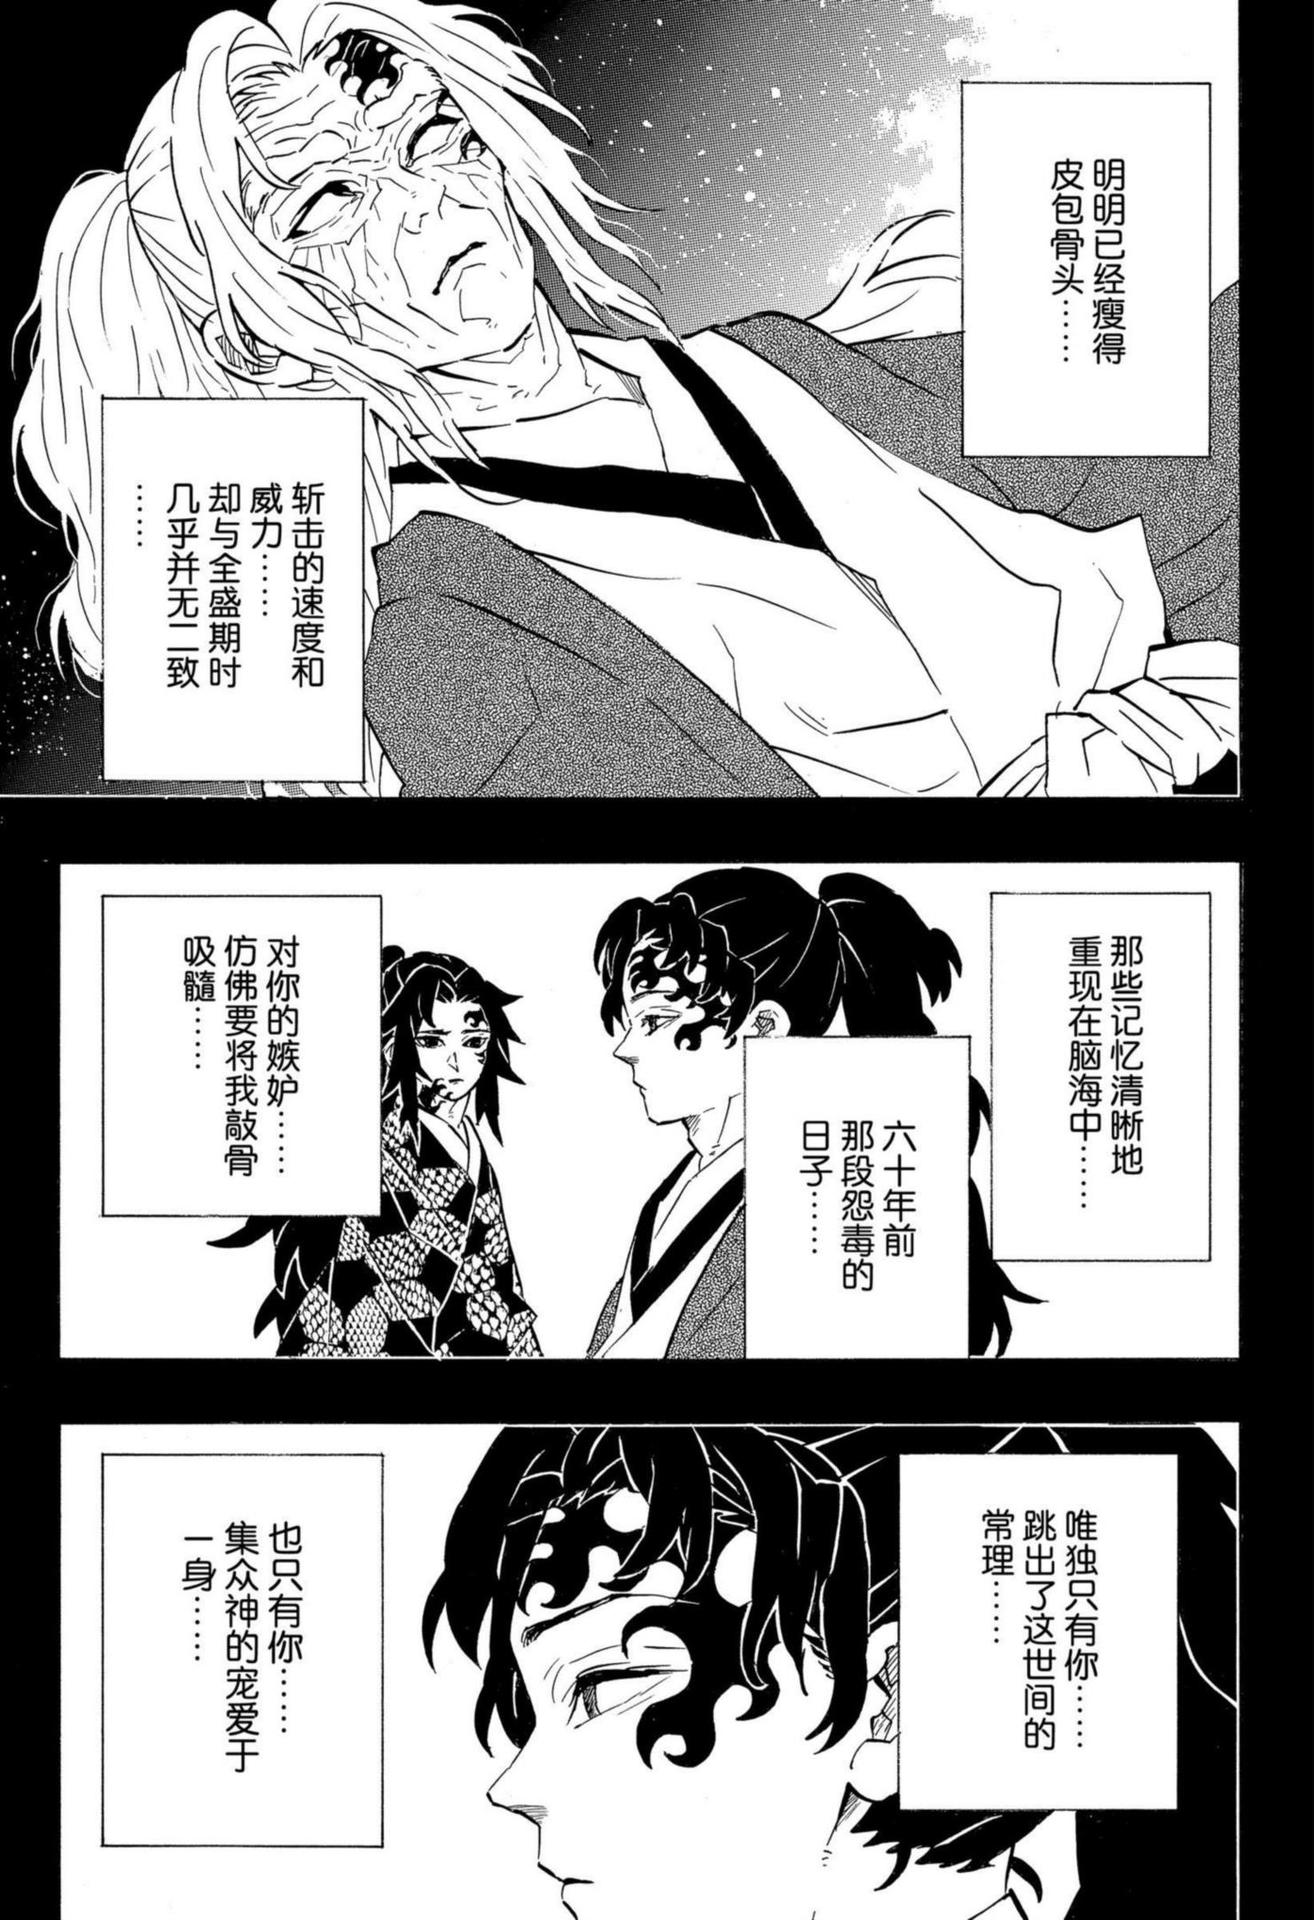 明明已经瘦得
皮包骨头……
斩击的速度和
威力……
却与全盛期时
几乎并无二致
……
那些记忆清晰地
重现在脑海中……
六十年前
那段怨毒的
日子……
对你的嫉妒……
仿佛要将我敲骨
吸髓……
唯独只有你……
跳出了这世间的
常理……
也只有你……
集众神的宠爱于
一身……